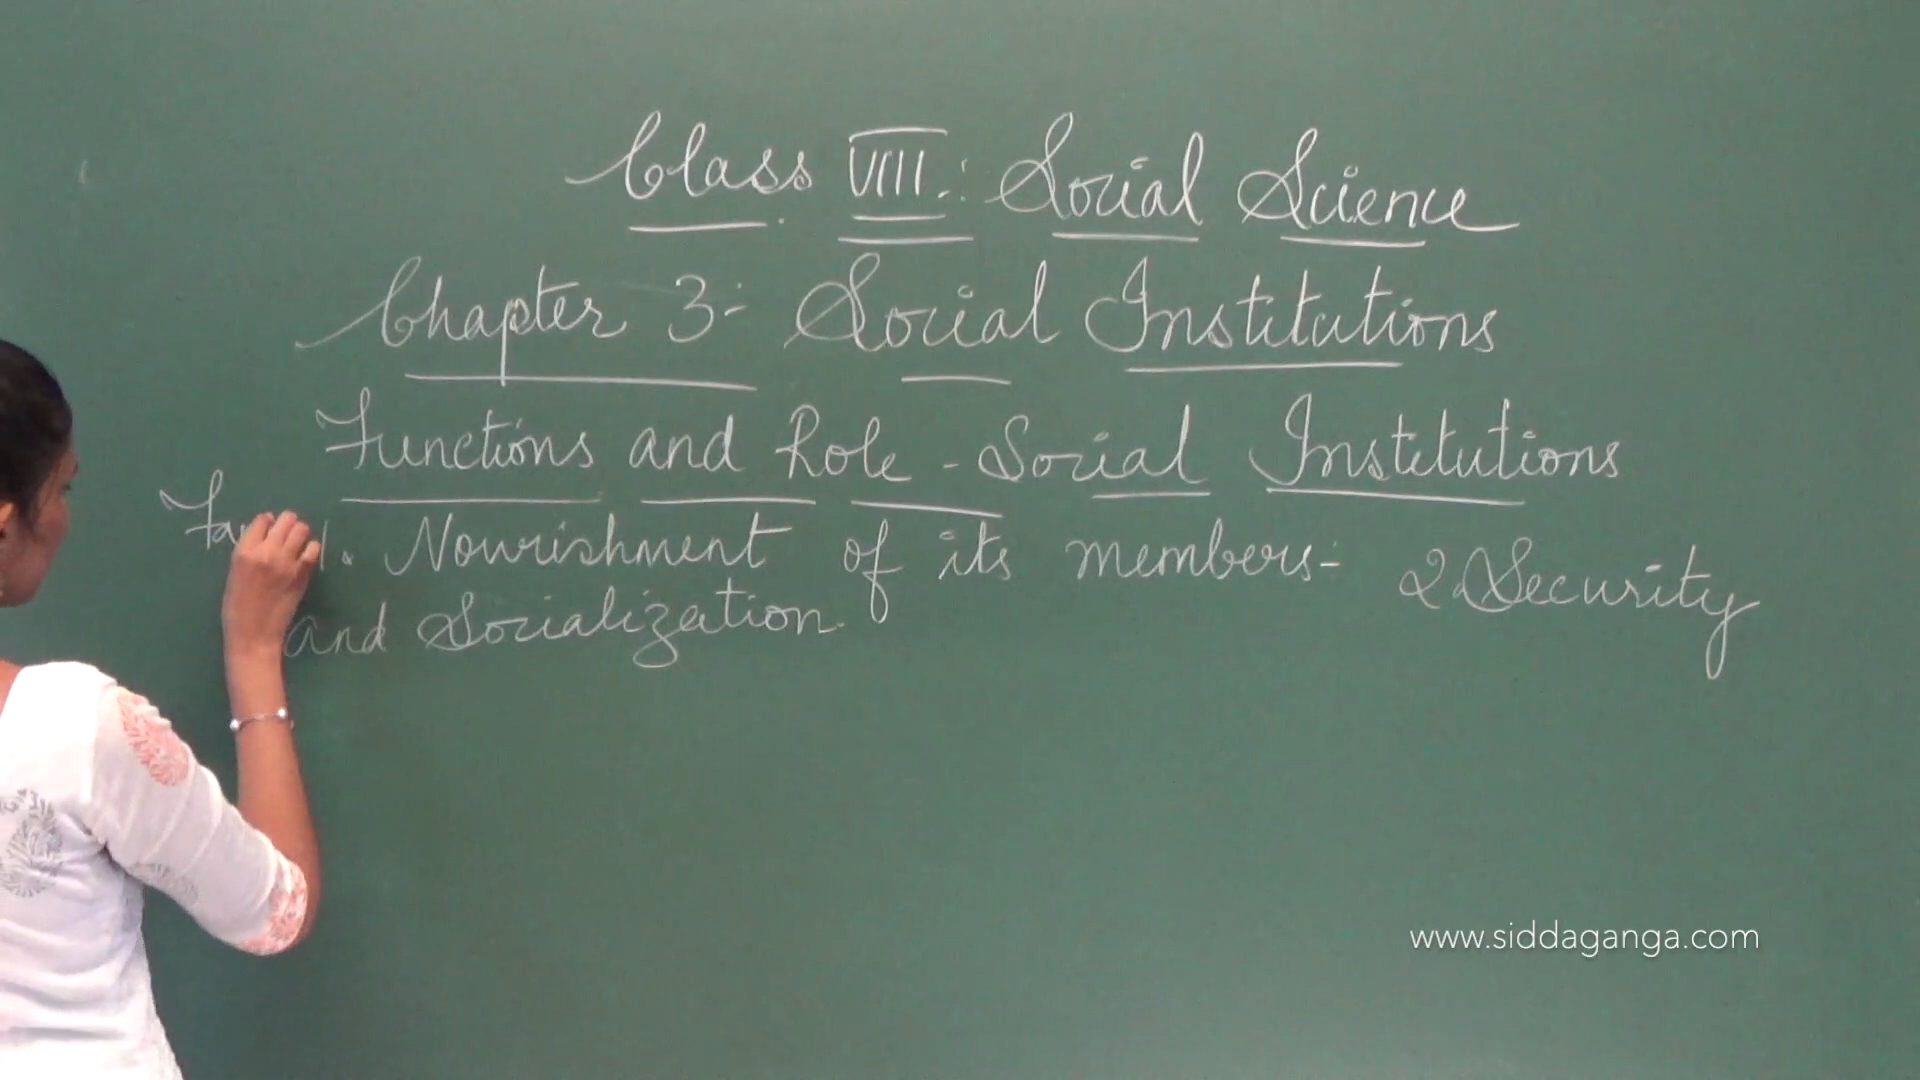 Class VIII.: Social Science
Chapter 3:- Social Institutions
Functions and Role - Social Institutions
1. Nourishment of its members:- 2. Security
and Socialization.
www.siddaganga.com